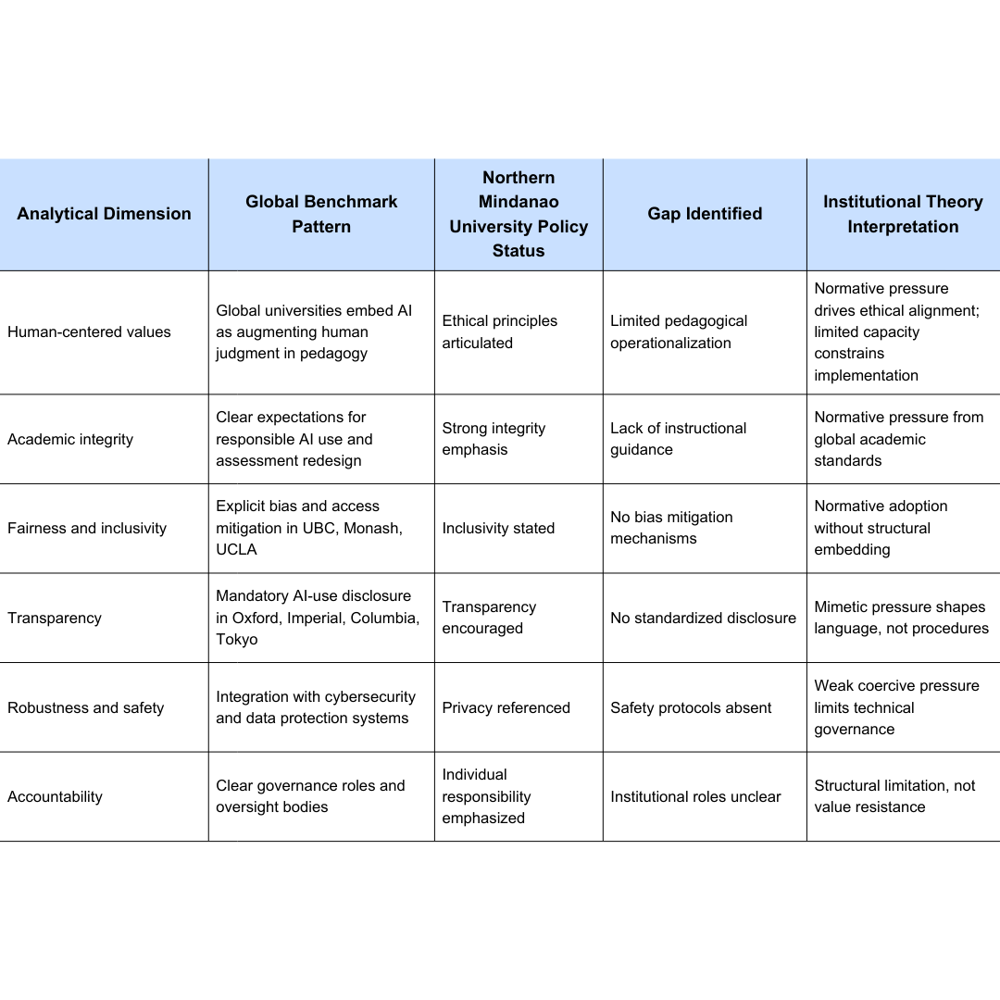 Analytical Dimension
Global Benchmark
Pattern
Northern
Mindanao
University Policy
Status
Gap Identified
Institutional Theory
Interpretation
Human-centered values
Global universities embed AI
as augmenting human
judgment in pedagogy
Ethical principles
articulated
Limited pedagogical
operationalization
Normative pressure
drives ethical alignment;
limited capacity
constrains
implementation
Academic integrity
Clear expectations for
responsible AI use and
assessment redesign
Strong integrity
emphasis
Lack of instructional
guidance
Normative pressure from
global academic
standards
Fairness and inclusivity
Explicit bias and access
mitigation in UBC, Monash,
UCLA
Inclusivity stated
No bias mitigation
mechanisms
Normative adoption
without structural
embedding
Transparency
Mandatory AI-use disclosure
in Oxford, Imperial, Columbia,
Tokyo
Transparency
encouraged
No standardized disclosure
Mimetic pressure shapes
language, not procedures
Robustness and safety
Integration with cybersecurity
and data protection systems
Privacy referenced
Safety protocols absent
Weak coercive pressure
limits technical
governance
Accountability
Clear governance roles and
oversight bodies
Individual
responsibility
emphasized
Institutional roles unclear
Structural limitation, not
value resistance